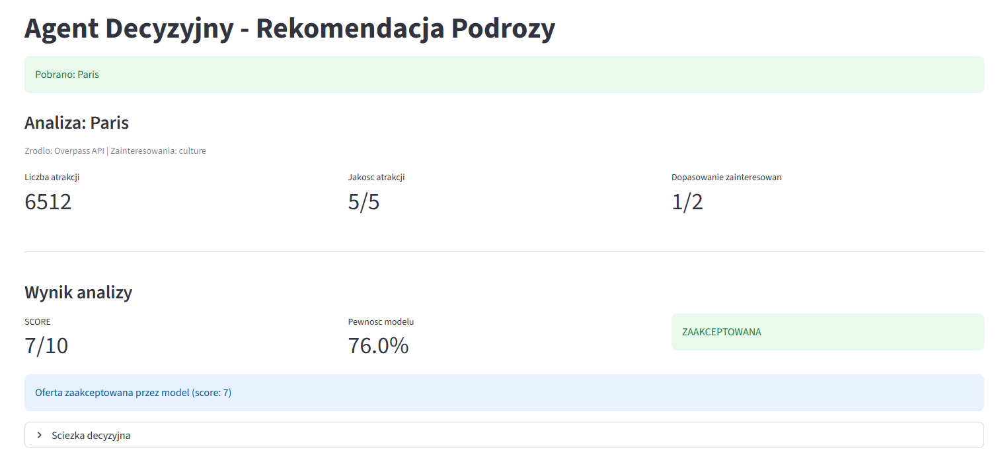 Agent Decyzyjny - Rekomendacja Podrozy
Pobrano: Paris
Analiza: Paris
Zrodlo: Overpass API | Zainteresowania: culture
Liczba atrakcji
6512
Jakosc atrakcji
5/5
Dopasowanie zainteresowan
1/2
Wynik analizy
SCORE
7/10
Pewnosc modelu
76.0%
ZAAKCEPTOWANA
Oferta zaakceptowana przez model (score: 7)
Sciezka decyzyjna